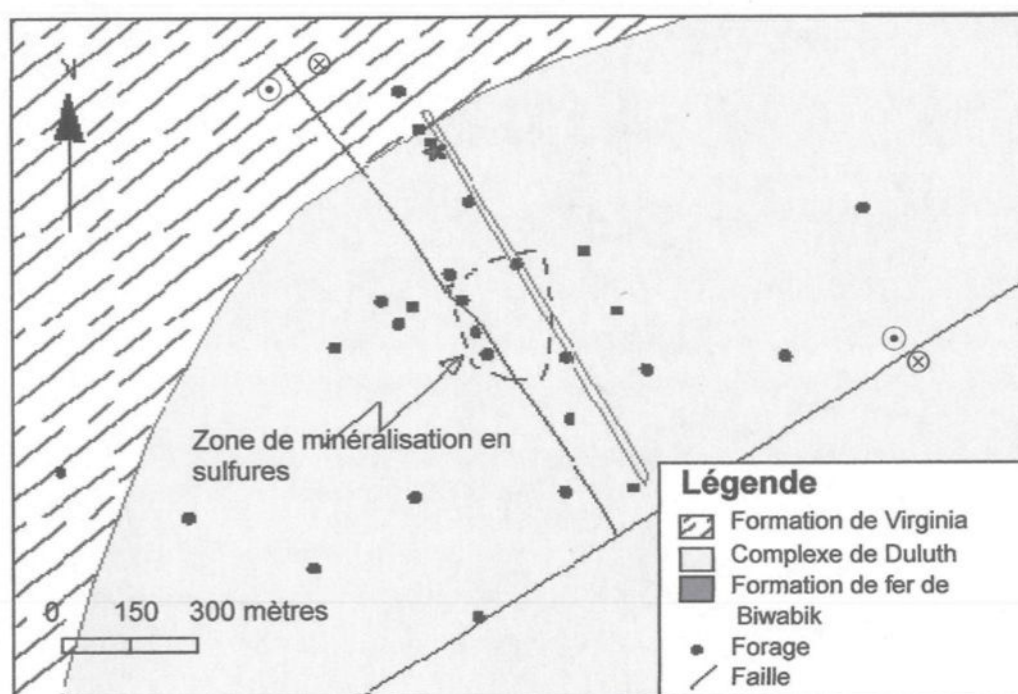 N
Zone de minéralisation en
sulfures
0 150 300 mètres
Légende
Formation de Virginia
Complexe de Duluth
Formation de fer de
Biwabik
Forage
Faille